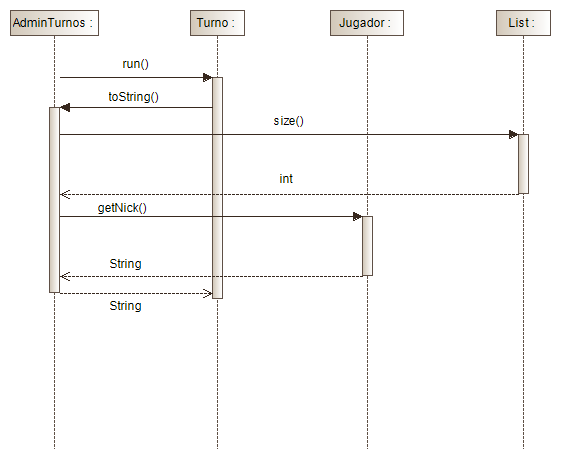 AdminTurnos :
Turno :
Jugador :
List :
run()
toString()
size()
int
getNick()
String
String